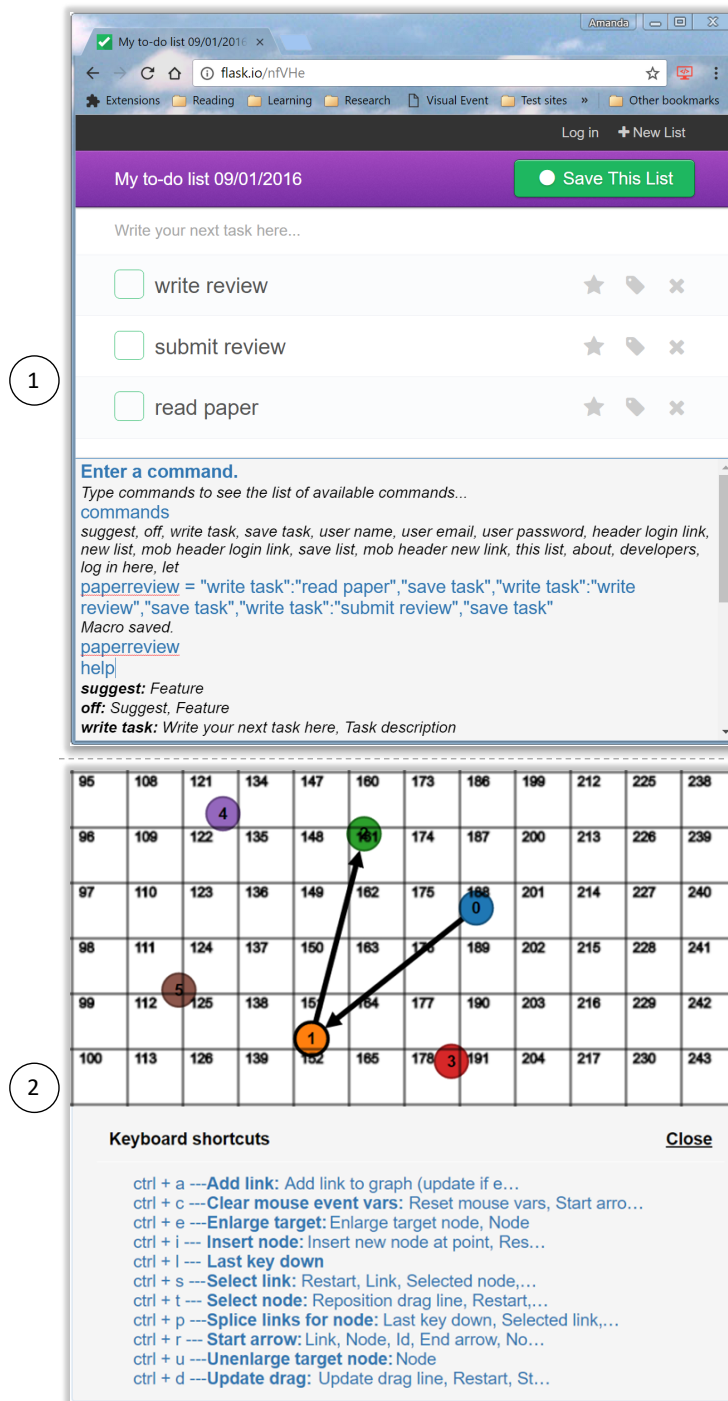 Amanda
My to-do list 09/01/2016
flask.io/nfVHe
Extensions Reading Learning Research Visual Event Test sites » Other bookmarks
Log in + New List
My to-do list 09/01/2016
Save This List
Write your next task here...
write review
submit review
1
read paper
Enter a command.
Type commands to see the list of available commands...
commands
suggest, off, write task, save task, user name, user email, user password, header login link,
new list, mob header login link, save list, mob header new link, this list, about, developers,
log in here, let
paperreview = "write task":"read paper","save task","write task":"write
review","save task","write task":"submit review","save task"
Macro saved.
paperreview
help
suggest: Feature
off: Suggest, Feature
write task: Write your next task here, Task description
95 108 121 134 147 160 173 186 199 212 225 238
4
96 109 122 135 148 161 174 187 200 213 226 239
97 110 123 136 149 162 175 188 201 214 227 240
0
98 111 124 137 150 163 176 189 202 215 228 241
5
99 112 125 138 151 164 177 190 203 216 229 242
1
100 113 126 139 152 165 178 191 204 217 230 243
3
2
Keyboard shortcuts Close
ctrl + a ---Add link: Add link to graph (update if e…
ctrl + c ---Clear mouse event vars: Reset mouse vars, Start arro…
ctrl + e ---Enlarge target: Enlarge target node, Node
ctrl + i --- Insert node: Insert new node at point, Res…
ctrl + l --- Last key down
ctrl + s ---Select link: Restart, Link, Selected node,…
ctrl + t --- Select node: Reposition drag line, Restart,…
ctrl + p ---Splice links for node: Last key down, Selected link,…
ctrl + r --- Start arrow: Link, Node, Id, End arrow, No…
ctrl + u ---Unenlarge target node: Node
ctrl + d ---Update drag: Update drag line, Restart, St…